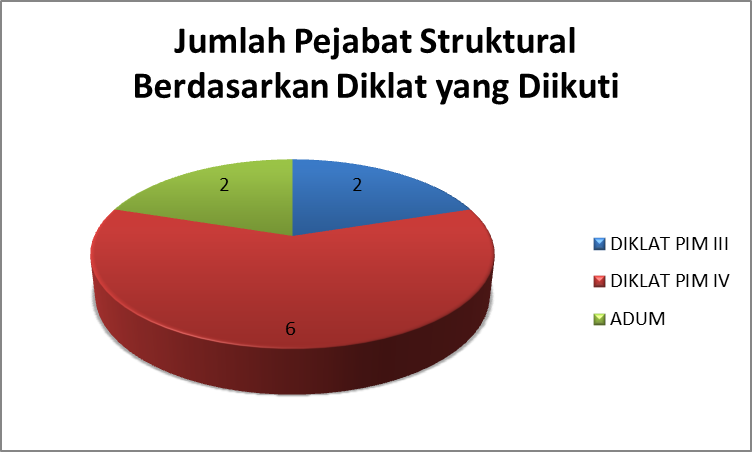 Jumlah Pejabat Struktural
Berdasarkan Diklat yang Diikuti
2
2
6
DIKLAT PIM III
DIKLAT PIM IV
ADUM